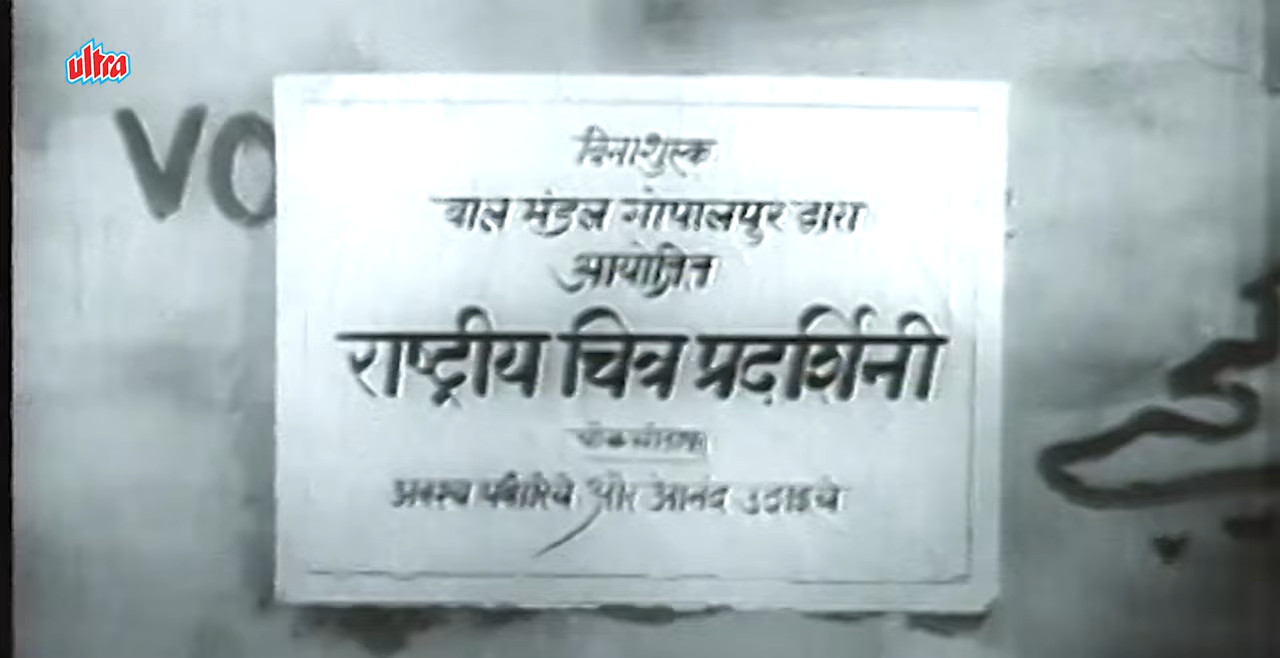 ultra
VO
विनाशुल्क
बाल मंडल गोपालपुर द्वारा
आयोजित
राष्ट्रीय चित्र प्रदर्शिनी
अवश्य पधारिये और आनंद उठाइये